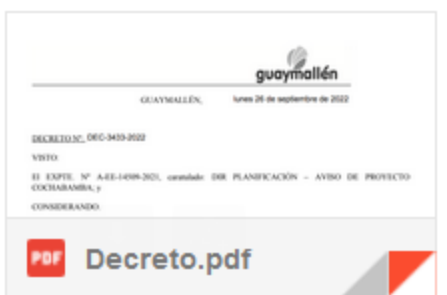 guaymallén
GUAYMALLÉN, lunes 26 de septiembre de 2022
DECRETO Nº. DEC-3433-2022
VISTO:
El EXPTE. Nº A-EE-14509-2021, caratulado: DIR PLANIFICACIÓN – AVISO DE PROYECTO
COCHABAMBA; y
CONSIDERANDO:
PDF Decreto.pdf